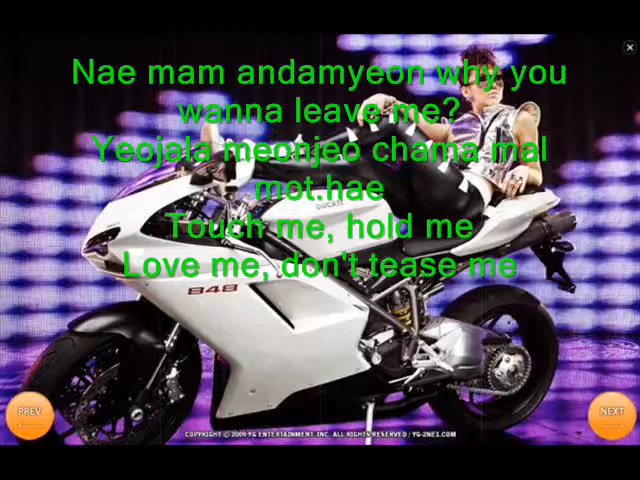 Nae mam andamyeon why you
wanna leave me?
Yeojala meonjeo chama mal
mot.hae
DUCATI
Touch me, hold me
Love me, don't tease me
848
PREV
NEXT
COPYRIGHT © 2009 YG ENTERTAINMENT INC. ALL RIGHTS RESERVED / YG-2NE1.COM